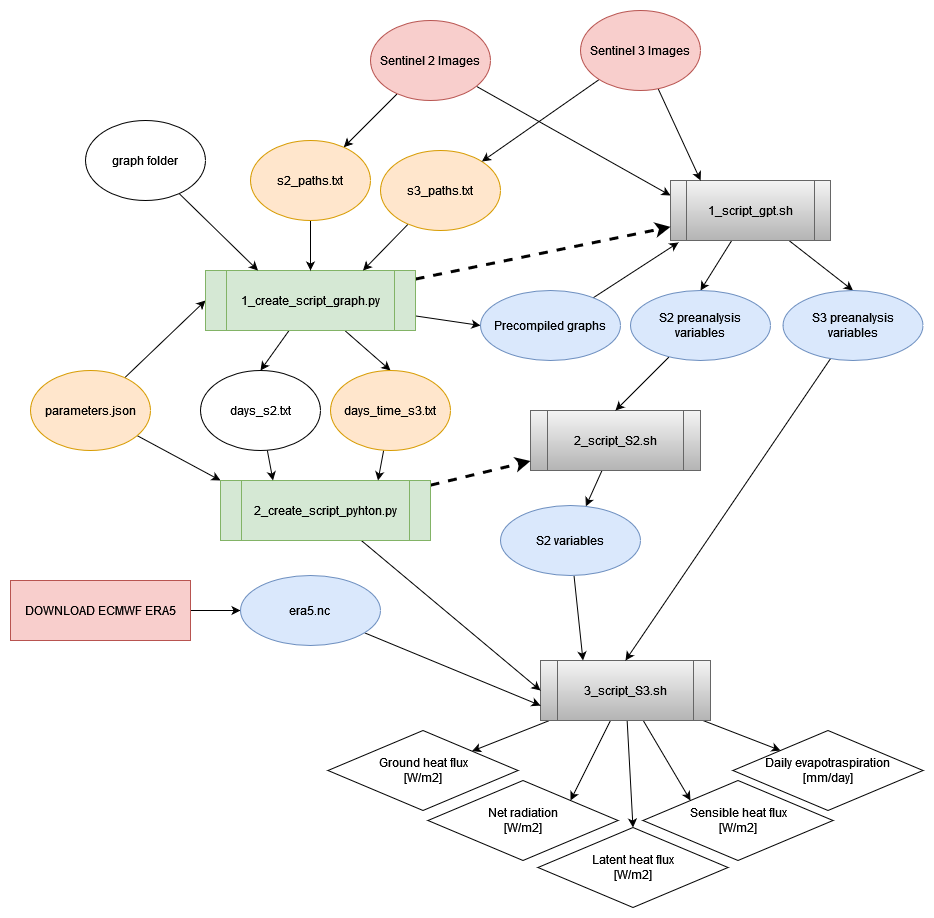 Sentinel 2 Images
Sentinel 3 Images
graph folder
s2_paths.txt
s3_paths.txt
1_script_gpt.sh
1_create_script_graph.py
Precompiled graphs
S2 preanalysis
variables
S3 preanalysis
variables
parameters.json
days_s2.txt
days_time_s3.txt
2_script_S2.sh
2_create_script_pyhton.py
S2 variables
DOWNLOAD ECMWF ERA5
era5.nc
3_script_S3.sh
Ground heat flux
[W/m2]
Daily evapotraspiration
[mm/day]
Net radiation
[W/m2]
Sensible heat flux
[W/m2]
Latent heat flux
[W/m2]